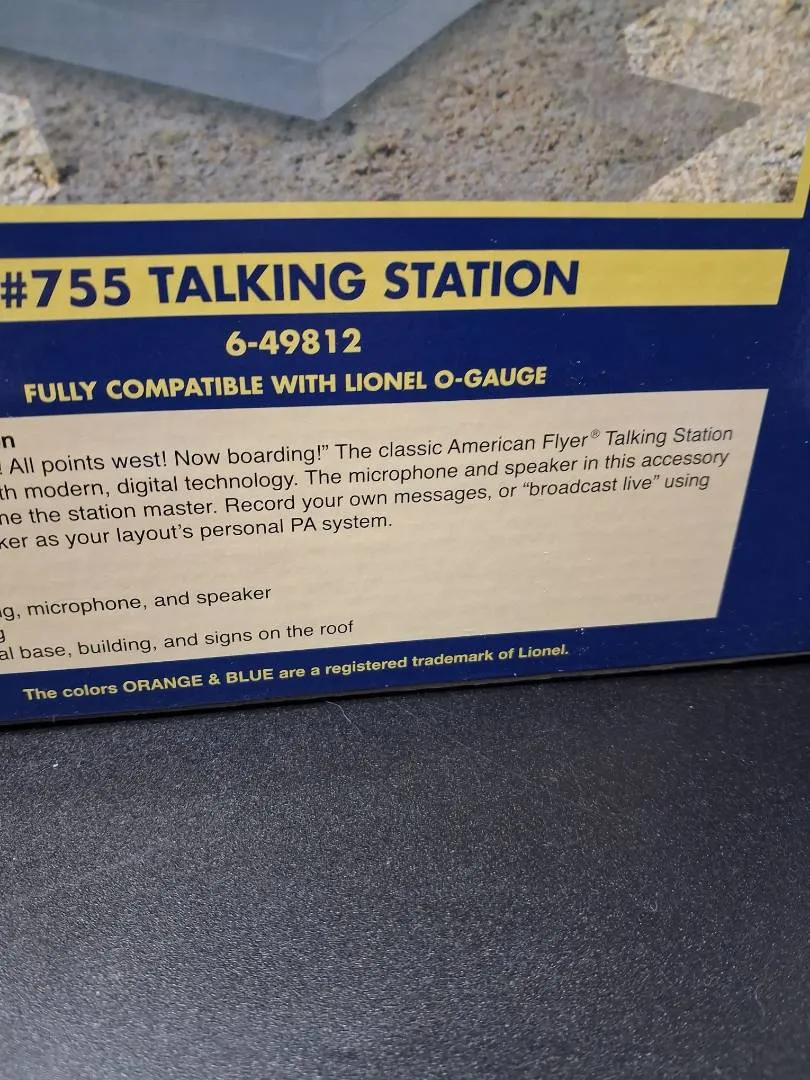 #755 TALKING STATION
6-49812
FULLY COMPATIBLE WITH LIONEL O-GAUGE
n
! All points west! Now boarding!" The classic American Flyer® Talking Station
th modern, digital technology. The microphone and speaker in this accessory
ne the station master. Record your own messages, or "broadcast live" using
ker as your layout's personal PA system.
g, microphone, and speaker
g
al base, building, and signs on the roof
The colors ORANGE & BLUE are a registered trademark of Lionel.